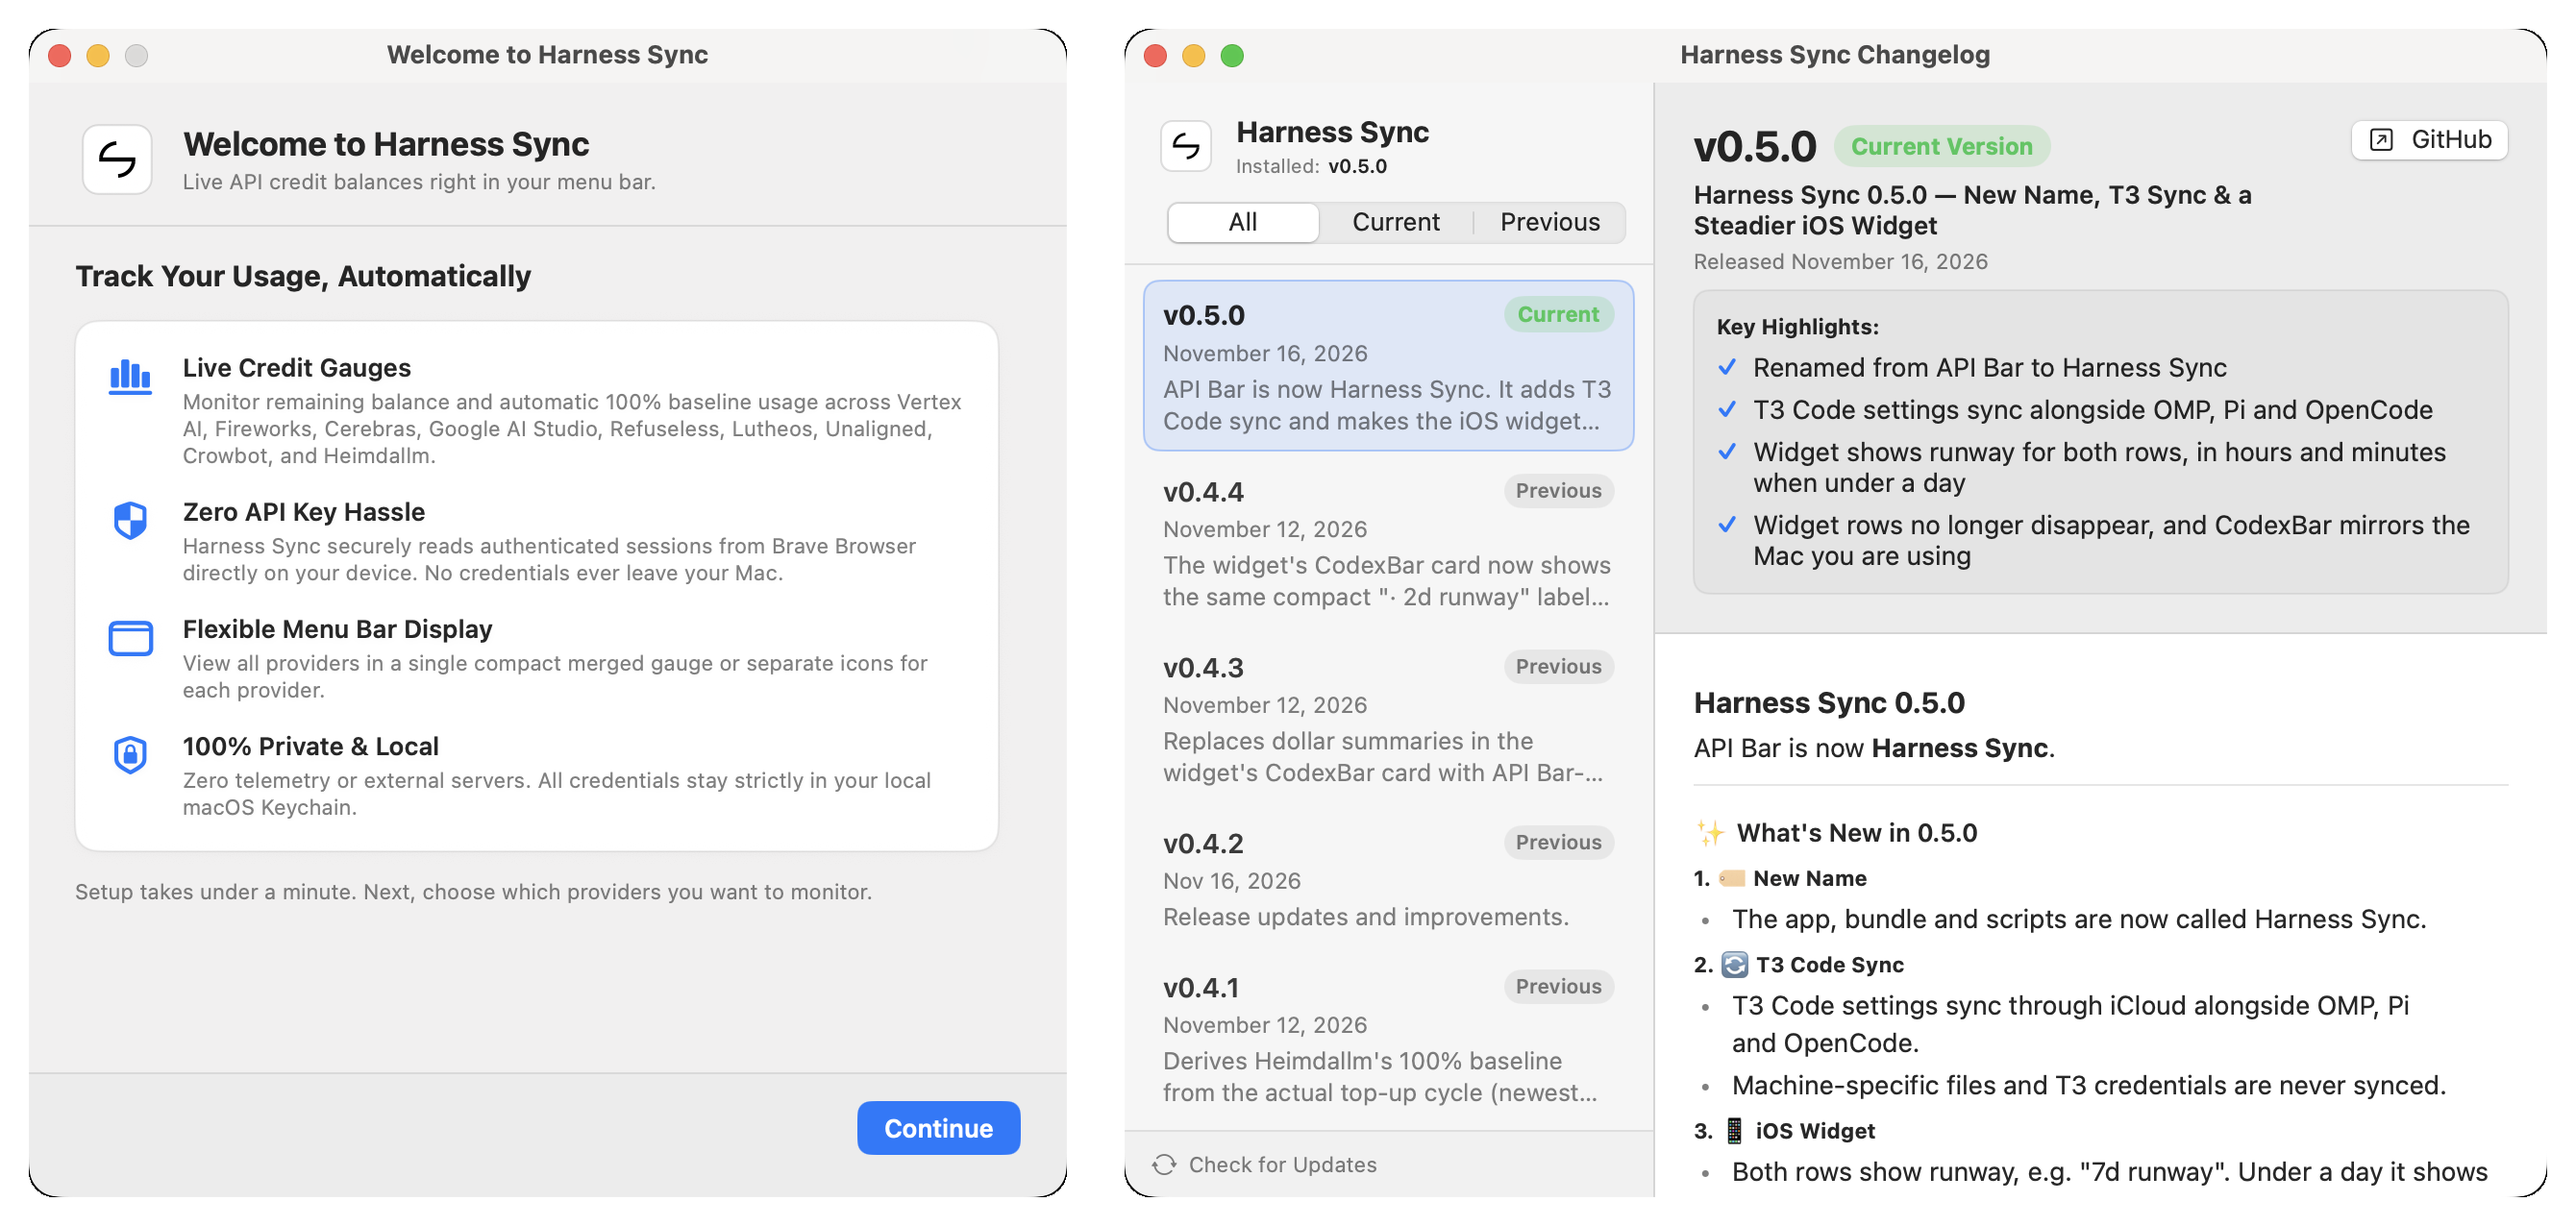 Welcome to Harness Sync
Welcome to Harness Sync
Live API credit balances right in your menu bar.
Track Your Usage, Automatically
Live Credit Gauges
Monitor remaining balance and automatic 100% baseline usage across Vertex
AI, Fireworks, Cerebras, Google AI Studio, Refuseless, Lutheos, Unaligned,
Crowbot, and Heimdallm.
Zero API Key Hassle
Harness Sync securely reads authenticated sessions from Brave Browser
directly on your device. No credentials ever leave your Mac.
Flexible Menu Bar Display
View all providers in a single compact merged gauge or separate icons for
each provider.
100% Private & Local
Zero telemetry or external servers. All credentials stay strictly in your local
macOS Keychain.
Setup takes under a minute. Next, choose which providers you want to monitor.
Continue
Harness Sync Changelog
Harness Sync
Installed: v0.5.0
All Current Previous
v0.5.0 Current
November 16, 2026
API Bar is now Harness Sync. It adds T3
Code sync and makes the iOS widget...
v0.4.4 Previous
November 12, 2026
The widget's CodexBar card now shows
the same compact "· 2d runway" label...
v0.4.3 Previous
November 12, 2026
Replaces dollar summaries in the
widget's CodexBar card with API Bar-...
v0.4.2 Previous
Nov 16, 2026
Release updates and improvements.
v0.4.1 Previous
November 12, 2026
Derives Heimdallm's 100% baseline
from the actual top-up cycle (newest...
Check for Updates
v0.5.0 Current Version
GitHub
Harness Sync 0.5.0 — New Name, T3 Sync & a
Steadier iOS Widget
Released November 16, 2026
Key Highlights:
Renamed from API Bar to Harness Sync
T3 Code settings sync alongside OMP, Pi and OpenCode
Widget shows runway for both rows, in hours and minutes
when under a day
Widget rows no longer disappear, and CodexBar mirrors the
Mac you are using
Harness Sync 0.5.0
API Bar is now Harness Sync.
✨ What's New in 0.5.0
1. 🏷️ New Name
• The app, bundle and scripts are now called Harness Sync.
2. 🔄 T3 Code Sync
• T3 Code settings sync through iCloud alongside OMP, Pi
and OpenCode.
• Machine-specific files and T3 credentials are never synced.
3. 📱 iOS Widget
• Both rows show runway, e.g. "7d runway". Under a day it shows